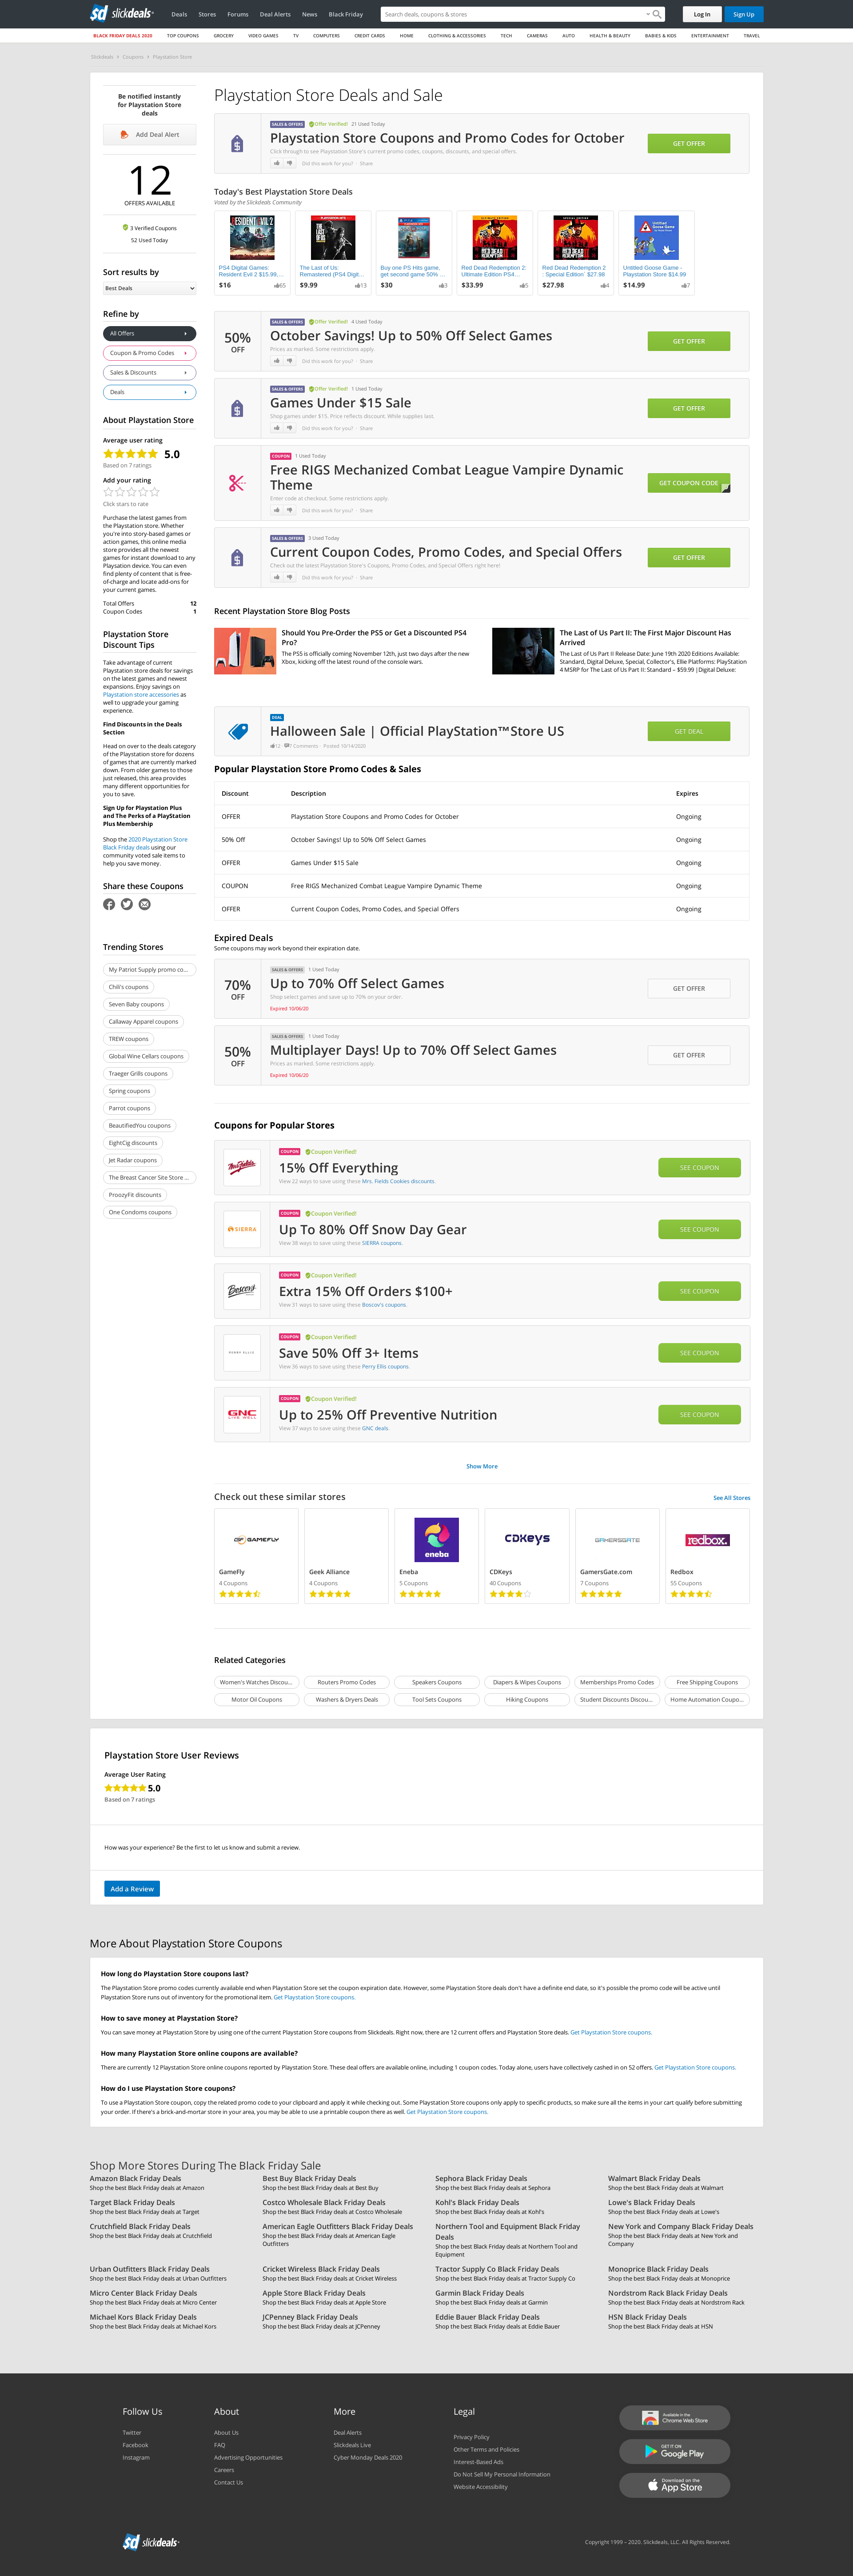 sd slickdeals
Deals Stores Forums Deal Alerts News Black Friday
Search deals, coupons & stores
Log In
Sign Up
BLACK FRIDAY DEALS 2020 TOP COUPONS GROCERY VIDEO GAMES TV COMPUTERS CREDIT CARDS HOME CLOTHING & ACCESSORIES TECH CAMERAS AUTO HEALTH & BEAUTY BABIES & KIDS ENTERTAINMENT TRAVEL
Slickdeals Coupons Playstation Store
Be notified instantly
for Playstation Store
deals
Add Deal Alert
12
OFFERS AVAILABLE
3 Verified Coupons
52 Used Today
Sort results by
Best Deals
Refine by
All Offers
Coupon & Promo Codes
Sales & Discounts
Deals
About Playstation Store
Average user rating
5.0
Based on 7 ratings
Add your rating
Click stars to rate
Purchase the latest games from
the Playstation store. Whether
you're into story-based games or
action games, this online media
store provides all the newest
games for instant download to any
Playsation device. You can even
find plenty of content that is free-
of-charge and locate add-ons for
your current games.
Total Offers 12
Coupon Codes 1
Playstation Store
Discount Tips
Take advantage of current
Playstation store deals for savings
on the latest games and newest
expansions. Enjoy savings on
Playstation store accessories as
well to upgrade your gaming
experience.
Find Discounts in the Deals
Section
Head on over to the deals category
of the Playstation store for dozens
of games that are currently marked
down. From older games to those
just released, this area provides
many different opportunities for
you to save.
Sign Up for Playstation Plus
and The Perks of a PlayStation
Plus Membership
Shop the 2020 Playstation Store
Black Friday deals using our
community voted sale items to
help you save money.
Share these Coupons
Trending Stores
My Patriot Supply promo co...
Chili's coupons
Seven Baby coupons
Callaway Apparel coupons
TREW coupons
Global Wine Cellars coupons
Traeger Grills coupons
Spring coupons
Parrot coupons
BeautifiedYou coupons
EightCig discounts
Jet Radar coupons
The Breast Cancer Site Store ...
ProozyFit discounts
One Condoms coupons
Playstation Store Deals and Sale
SALES & OFFERS Offer Verified! 21 Used Today
Playstation Store Coupons and Promo Codes for October
Click through to see Playstation Store's current promo codes, coupons, discounts, and special offers.
Did this work for you? · Share
GET OFFER
Today's Best Playstation Store Deals
Voted by the Slickdeals Community
PS4 Digital Games:
Resident Evil 2 $15.99,...
$16 65
The Last of Us:
Remastered (PS4 Digit...
$9.99 13
Buy one PS Hits game,
get second game 50% ...
$30 3
Red Dead Redemption 2:
Ultimate Edition PS4...
$33.99 5
Red Dead Redemption 2
: Special Edition` $27.98
$27.98 4
Untitled Goose Game -
Playstation Store $14.99
$14.99 7
50%
OFF
SALES & OFFERS Offer Verified! 4 Used Today
October Savings! Up to 50% Off Select Games
Prices as marked. Some restrictions apply.
Did this work for you? · Share
GET OFFER
SALES & OFFERS Offer Verified! 1 Used Today
Games Under $15 Sale
Shop games under $15. Price reflects discount. While supplies last.
Did this work for you? · Share
GET OFFER
COUPON 1 Used Today
Free RIGS Mechanized Combat League Vampire Dynamic
Theme
Enter code at checkout. Some restrictions apply.
Did this work for you? · Share
GET COUPON CODE
SALES & OFFERS 3 Used Today
Current Coupon Codes, Promo Codes, and Special Offers
Check out the latest Playstation Store's Coupons, Promo Codes, and Special Offers right here!
Did this work for you? · Share
GET OFFER
Recent Playstation Store Blog Posts
Should You Pre-Order the PS5 or Get a Discounted PS4
Pro?
The PS5 is officially coming November 12th, just two days after the new
Xbox, kicking off the latest round of the console wars.
The Last of Us Part II: The First Major Discount Has
Arrived
The Last of Us Part II Release Date: June 19th 2020 Editions Available:
Standard, Digital Deluxe, Special, Collector's, Ellie Platforms: PlayStation
4 MSRP for The Last of Us Part II: Standard – $59.99 |Digital Deluxe:
DEAL
Halloween Sale | Official PlayStation™Store US
12 · 7 Comments · Posted 10/14/2020
GET DEAL
Popular Playstation Store Promo Codes & Sales
Discount Description Expires
OFFER Playstation Store Coupons and Promo Codes for October Ongoing
50% Off October Savings! Up to 50% Off Select Games Ongoing
OFFER Games Under $15 Sale Ongoing
COUPON Free RIGS Mechanized Combat League Vampire Dynamic Theme Ongoing
OFFER Current Coupon Codes, Promo Codes, and Special Offers Ongoing
Expired Deals
Some coupons may work beyond their expiration date.
70%
OFF
SALES & OFFERS 1 Used Today
Up to 70% Off Select Games
Shop select games and save up to 70% on your order.
Expired 10/06/20
GET OFFER
50%
OFF
SALES & OFFERS 1 Used Today
Multiplayer Days! Up to 70% Off Select Games
Prices as marked. Some restrictions apply.
Expired 10/06/20
GET OFFER
Coupons for Popular Stores
Mrs. Fields
COUPON Coupon Verified!
15% Off Everything
View 22 ways to save using these Mrs. Fields Cookies discounts.
SEE COUPON
SIERRA
COUPON Coupon Verified!
Up To 80% Off Snow Day Gear
View 38 ways to save using these SIERRA coupons.
SEE COUPON
Boscov's
COUPON Coupon Verified!
Extra 15% Off Orders $100+
View 31 ways to save using these Boscov's coupons.
SEE COUPON
PERRY ELLIS
COUPON Coupon Verified!
Save 50% Off 3+ Items
View 36 ways to save using these Perry Ellis coupons.
SEE COUPON
GNC
LIVE WELL
COUPON Coupon Verified!
Up to 25% Off Preventive Nutrition
View 37 ways to save using these GNC deals.
SEE COUPON
Show More
Check out these similar stores
See All Stores
GAMEFLY
GameFly
4 Coupons
Geek Alliance
4 Coupons
eneba
Eneba
5 Coupons
CDKeys
CDKeys
40 Coupons
GAMERSGATE
GamersGate.com
7 Coupons
redbox.
Redbox
55 Coupons
Related Categories
Women's Watches Discou... Routers Promo Codes Speakers Coupons Diapers & Wipes Coupons Memberships Promo Codes Free Shipping Coupons
Motor Oil Coupons Washers & Dryers Deals Tool Sets Coupons Hiking Coupons Student Discounts Discou... Home Automation Coupo...
Playstation Store User Reviews
Average User Rating
5.0
Based on 7 ratings
How was your experience? Be the first to let us know and submit a review.
Add a Review
More About Playstation Store Coupons
How long do Playstation Store coupons last?
The Playstation Store promo codes currently available end when Playstation Store set the coupon expiration date. However, some Playstation Store deals don't have a definite end date, so it's possible the promo code will be active until
Playstation Store runs out of inventory for the promotional item. Get Playstation Store coupons.
How to save money at Playstation Store?
You can save money at Playstation Store by using one of the current Playstation Store coupons from Slickdeals. Right now, there are 12 current offers and Playstation Store deals. Get Playstation Store coupons.
How many Playstation Store online coupons are available?
There are currently 12 Playstation Store online coupons reported by Playstation Store. These deal offers are available online, including 1 coupon codes. Today alone, users have collectively cashed in on 52 offers. Get Playstation Store coupons.
How do I use Playstation Store coupons?
To use a Playstation Store coupon, copy the related promo code to your clipboard and apply it while checking out. Some Playstation Store coupons only apply to specific products, so make sure all the items in your cart qualify before submitting
your order. If there's a brick-and-mortar store in your area, you may be able to use a printable coupon there as well. Get Playstation Store coupons.
Shop More Stores During The Black Friday Sale
Amazon Black Friday Deals
Shop the best Black Friday deals at Amazon
Best Buy Black Friday Deals
Shop the best Black Friday deals at Best Buy
Sephora Black Friday Deals
Shop the best Black Friday deals at Sephora
Walmart Black Friday Deals
Shop the best Black Friday deals at Walmart
Target Black Friday Deals
Shop the best Black Friday deals at Target
Costco Wholesale Black Friday Deals
Shop the best Black Friday deals at Costco Wholesale
Kohl's Black Friday Deals
Shop the best Black Friday deals at Kohl's
Lowe's Black Friday Deals
Shop the best Black Friday deals at Lowe's
Crutchfield Black Friday Deals
Shop the best Black Friday deals at Crutchfield
American Eagle Outfitters Black Friday Deals
Shop the best Black Friday deals at American Eagle
Outfitters
Northern Tool and Equipment Black Friday
Deals
Shop the best Black Friday deals at Northern Tool and
Equipment
New York and Company Black Friday Deals
Shop the best Black Friday deals at New York and
Company
Urban Outfitters Black Friday Deals
Shop the best Black Friday deals at Urban Outfitters
Cricket Wireless Black Friday Deals
Shop the best Black Friday deals at Cricket Wireless
Tractor Supply Co Black Friday Deals
Shop the best Black Friday deals at Tractor Supply Co
Monoprice Black Friday Deals
Shop the best Black Friday deals at Monoprice
Micro Center Black Friday Deals
Shop the best Black Friday deals at Micro Center
Apple Store Black Friday Deals
Shop the best Black Friday deals at Apple Store
Garmin Black Friday Deals
Shop the best Black Friday deals at Garmin
Nordstrom Rack Black Friday Deals
Shop the best Black Friday deals at Nordstrom Rack
Michael Kors Black Friday Deals
Shop the best Black Friday deals at Michael Kors
JCPenney Black Friday Deals
Shop the best Black Friday deals at JCPenney
Eddie Bauer Black Friday Deals
Shop the best Black Friday deals at Eddie Bauer
HSN Black Friday Deals
Shop the best Black Friday deals at HSN
Follow Us
Twitter
Facebook
Instagram
About
About Us
FAQ
Advertising Opportunities
Careers
Contact Us
More
Deal Alerts
Slickdeals Live
Cyber Monday Deals 2020
Legal
Privacy Policy
Other Terms and Policies
Interest-Based Ads
Do Not Sell My Personal Information
Website Accessibility
Available in the
Chrome Web Store
GET IT ON
Google Play
Download on the
App Store
sd slickdeals
Copyright 1999 – 2020. Slickdeals, LLC. All Rights Reserved.